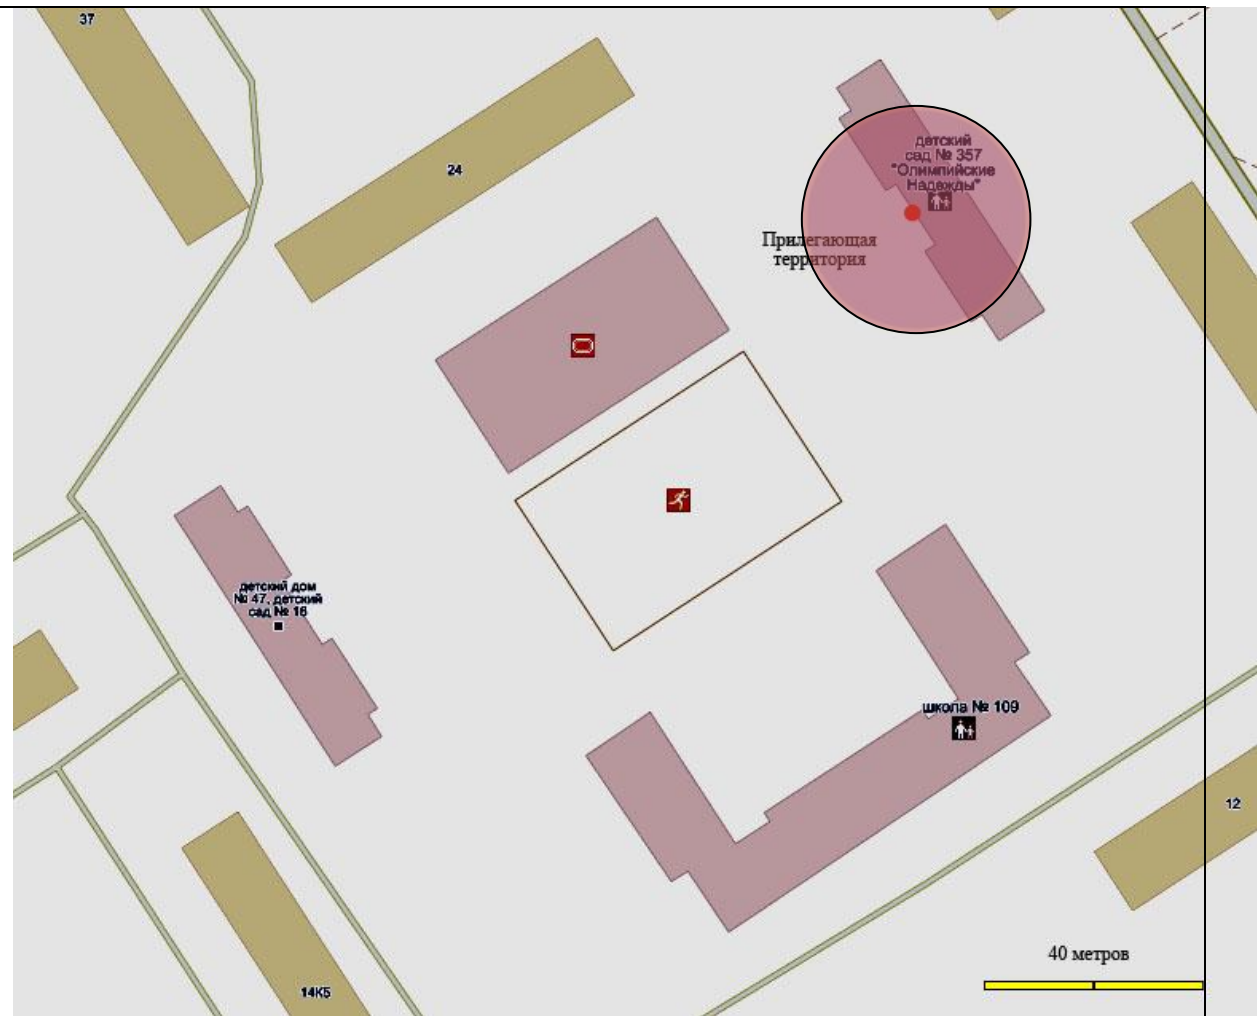 37
24
детский
сад № 357
"Олимпийские
Надежды"
Прилегающая
территория
детский дом
№ 47, детский
сад № 16
школа № 109
12
40 метров
14К5